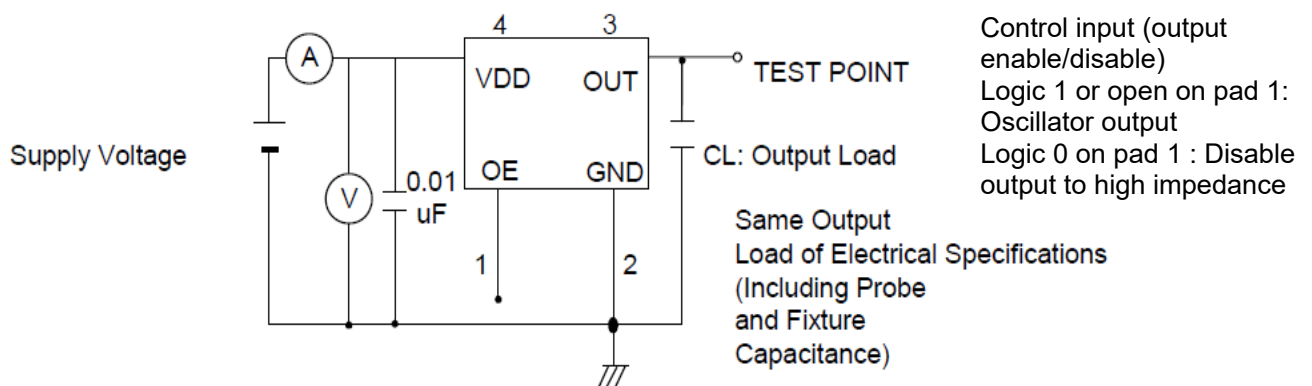 4
3
A
VDD
OUT
TEST POINT
Supply Voltage
OE
GND
CL: Output Load
V
0.01
uF
1
2
Same Output
Load of Electrical Specifications
(Including Probe
and Fixture
Capacitance)
Control input (output
enable/disable)
Logic 1 or open on pad 1:
Oscillator output
Logic 0 on pad 1 : Disable
output to high impedance